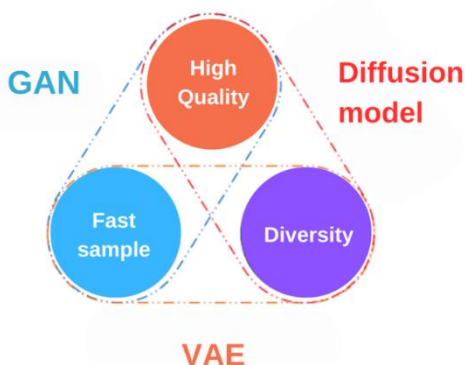 High
Quality
GAN
Diffusion
model
Fast
sample
Diversity
VAE